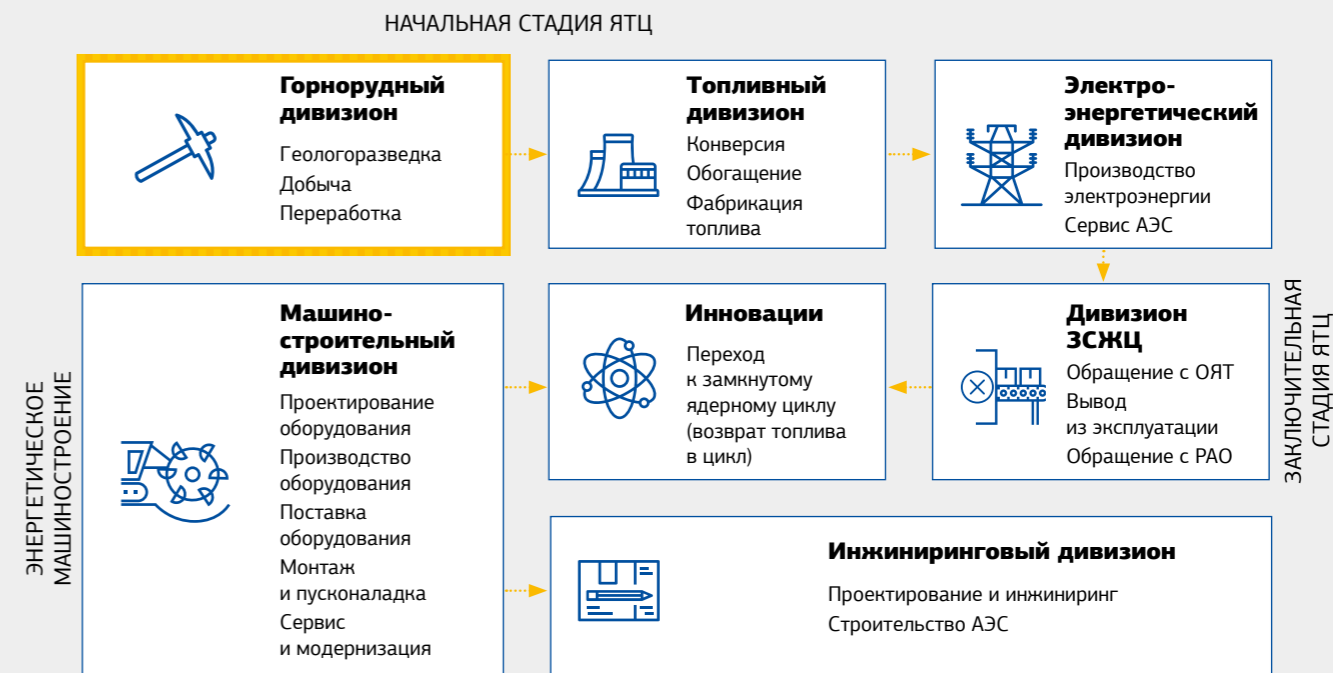 НАЧАЛЬНАЯ СТАДИЯ ЯТЦ
Горнорудный
дивизион
Геологоразведка
Добыча
Переработка
Топливный
дивизион
Конверсия
Обогащение
Фабрикация
топлива
Электро-
энергетический
дивизион
Производство
электроэнергии
Сервис АЭС
ЭНЕРГЕТИЧЕСКОЕ
МАШИНОСТРОЕНИЕ
Машино-
строительный
дивизион
Проектирование
оборудования
Производство
оборудования
Поставка
оборудования
Монтаж
и пусконаладка
Сервис
и модернизация
Инновации
Переход
к замкнутому
ядерному циклу
(возврат топлива
в цикл)
Дивизион
ЗСЖЦ
Обращение с ОЯТ
Вывод
из эксплуатации
Обращение с РАО
ЗАКЛЮЧИТЕЛЬНАЯ
СТАДИЯ ЯТЦ
Инжиниринговый дивизион
Проектирование и инжиниринг
Строительство АЭС